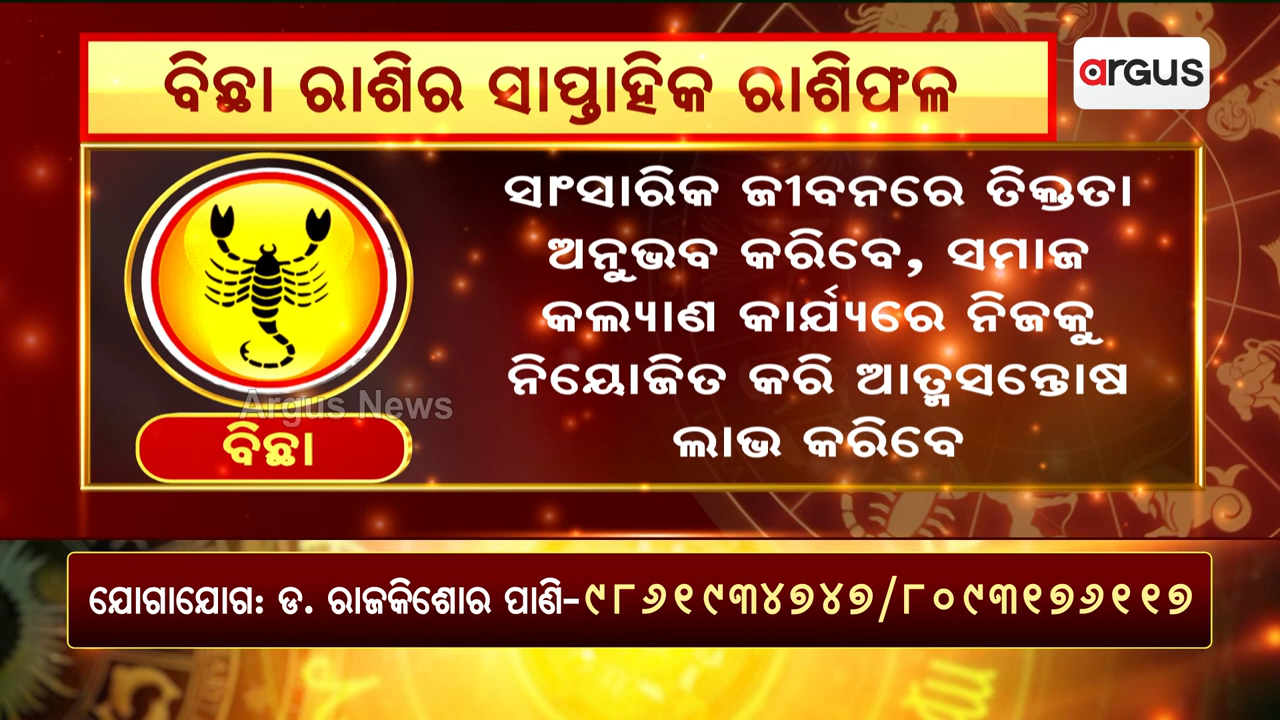 ବିଛା ରାଶିର ସାପ୍ତାହିକ ରାଶିଫଳ
argus
ସାଂସାରିକ ଜୀବନରେ ତିକ୍ତତା
ଅନୁଭବ କରିବେ, ସମାଜ
କଲ୍ୟାଣ କାର୍ଯ୍ୟରେ ନିଜକୁ
ନିୟୋଜିତ କରି ଆତ୍ମସନ୍ତୋଷ
ଲାଭ କରିବେ
Argus News
ବିଛା
ଯୋଗାଯୋଗ: ଡ. ରାଜକିଶୋର ପାଣି-୯୮୬୧୯୩୪୭୪୭/୮୦୯୩୧୭୬୧୧୭